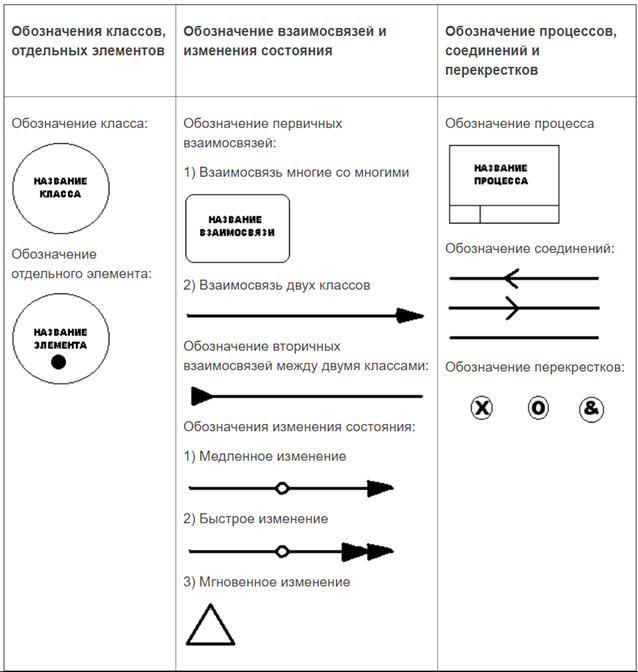 Обозначения классов,
отдельных элементов
Обозначение взаимосвязей и
изменения состояния
Обозначение процессов,
соединений и
перекрестков
Обозначение класса:
НАЗВАНИЕ
КЛАССА
Обозначение
отдельного элемента:
НАЗВАНИЕ
ЭЛЕМЕНТА
Обозначение первичных
взаимосвязей:
1) Взаимосвязь многие со многими
НАЗВАНИЕ
ВЗАИМОСВЯЗИ
2) Взаимосвязь двух классов
Обозначение вторичных
взаимосвязей между двумя классами:
Обозначения изменения состояния:
1) Медленное изменение
2) Быстрое изменение
3) Мгновенное изменение
Обозначение процесса
НАЗВАНИЕ
ПРОЦЕССА
Обозначение соединений:
Обозначение перекрестков:
X O &